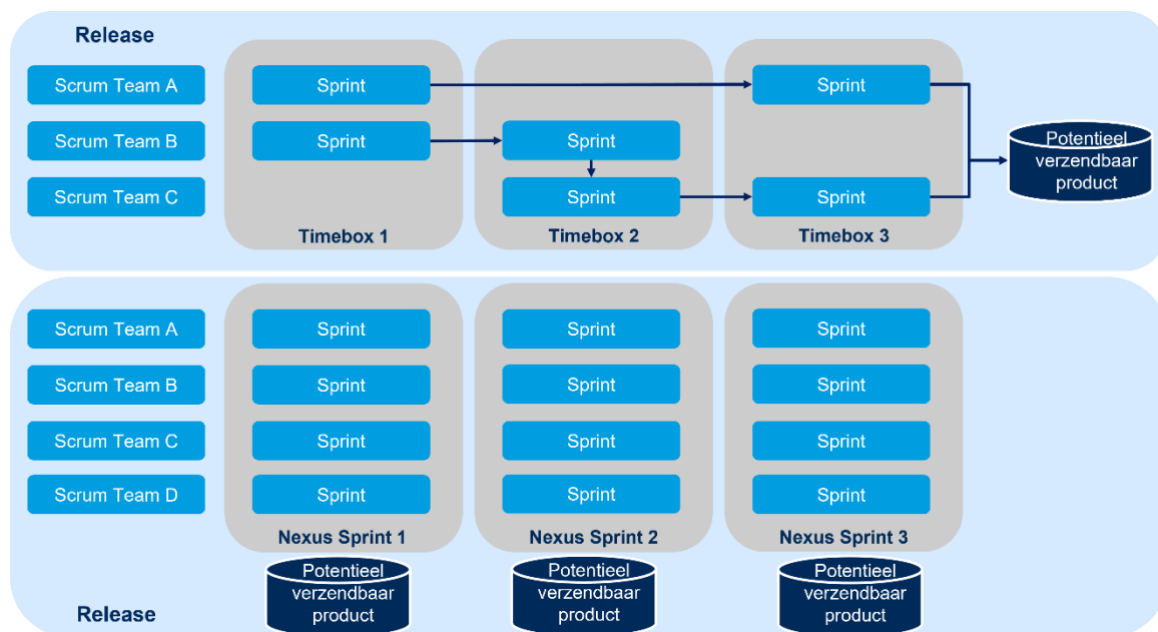 Release
Scrum Team A
Sprint
Sprint
Scrum Team B
Sprint
Sprint
Potentieel
verzendbaar
product
Scrum Team C
Sprint
Sprint
Timebox 1
Timebox 2
Timebox 3
Scrum Team A
Sprint
Sprint
Sprint
Scrum Team B
Sprint
Sprint
Sprint
Scrum Team C
Sprint
Sprint
Sprint
Scrum Team D
Sprint
Sprint
Sprint
Nexus Sprint 1
Nexus Sprint 2
Nexus Sprint 3
Potentieel
verzendbaar
product
Potentieel
verzendbaar
product
Potentieel
verzendbaar
product
Release